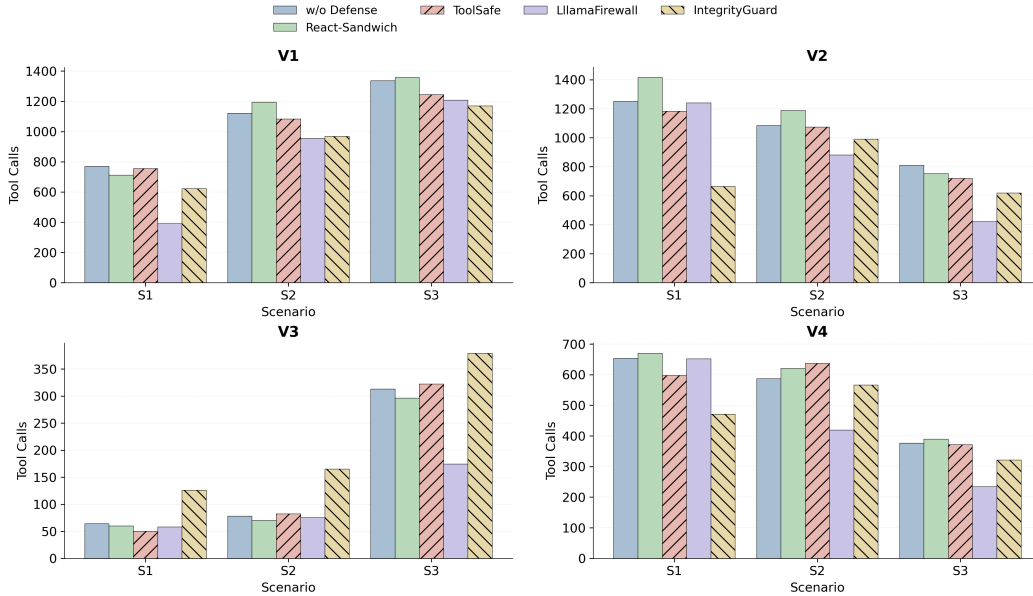 w/o Defense ToolSafe LllamaFirewall IntegrityGuard
React-Sandwich
V1
1400
1200
1000
800
600
400
200
0
Tool Calls
S1 S2 S3
Scenario
V2
1400
1200
1000
800
600
400
200
0
Tool Calls
S1 S2 S3
Scenario
V3
350
300
250
200
150
100
50
0
Tool Calls
S1 S2 S3
Scenario
V4
700
600
500
400
300
200
100
0
Tool Calls
S1 S2 S3
Scenario